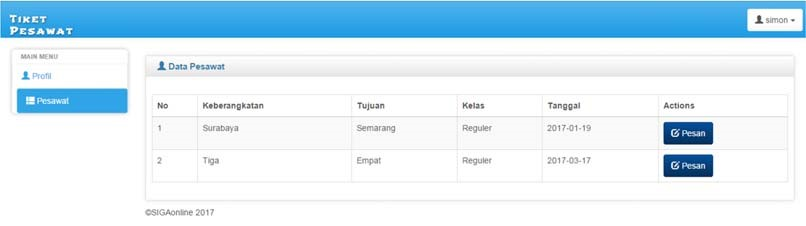 Tiket
Pesawat
simon
MAIN MENU
Profil
Pesawat
Data Pesawat
No Keberangkatan Tujuan Kelas Tanggal Actions
1 Surabaya Semarang Reguler 2017-01-19 Pesan
2 Tiga Empat Reguler 2017-03-17 Pesan
©SIGAonline 2017